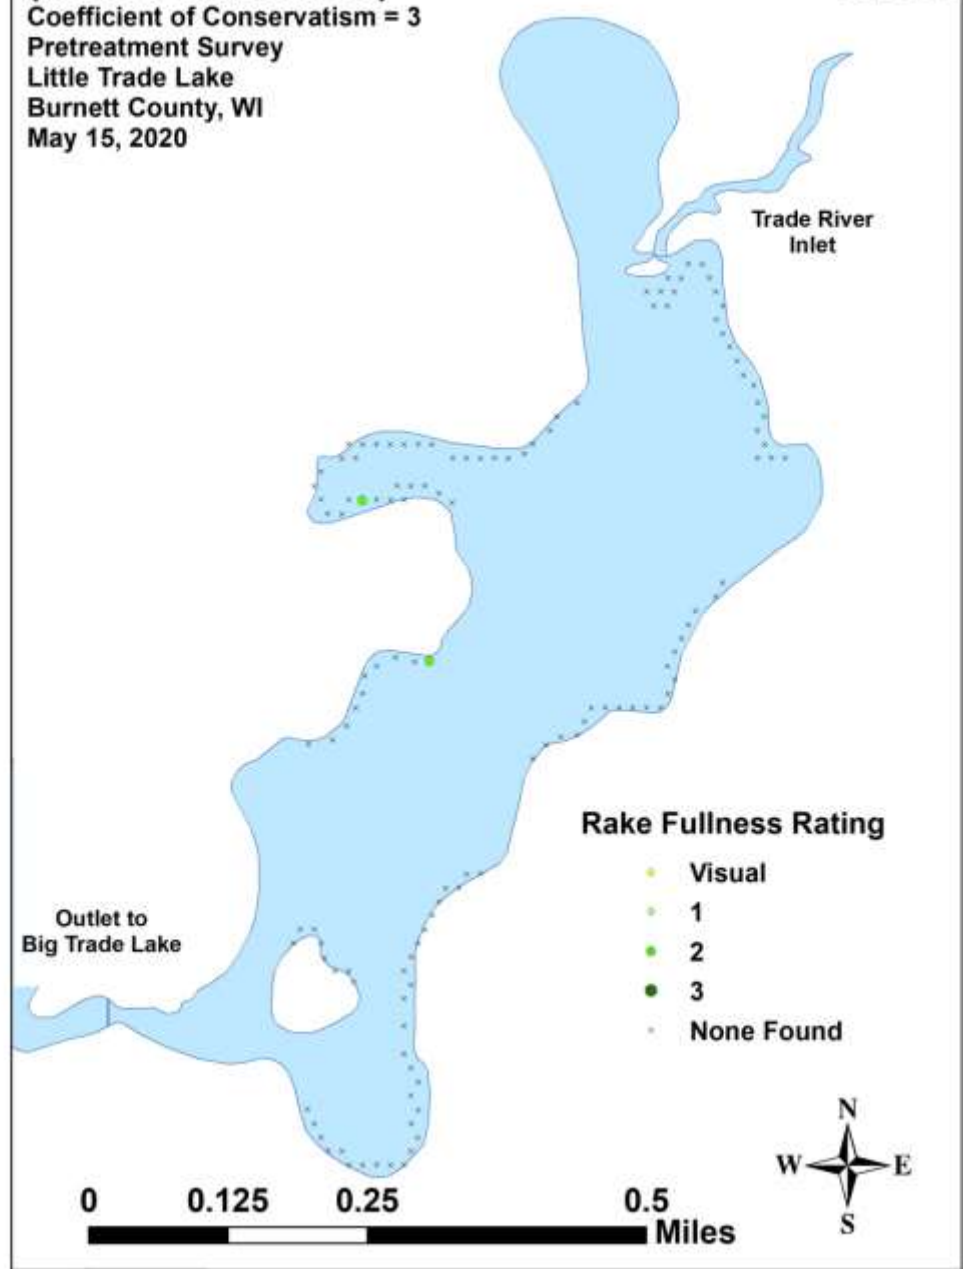 Coefficient of Conservatism = 3
Pretreatment Survey
Little Trade Lake
Burnett County, WI
May 15, 2020
Trade River
Inlet
Outlet to
Big Trade Lake
Rake Fullness Rating
Visual
1
2
3
None Found
N
W E
S
0 0.125 0.25 0.5
Miles